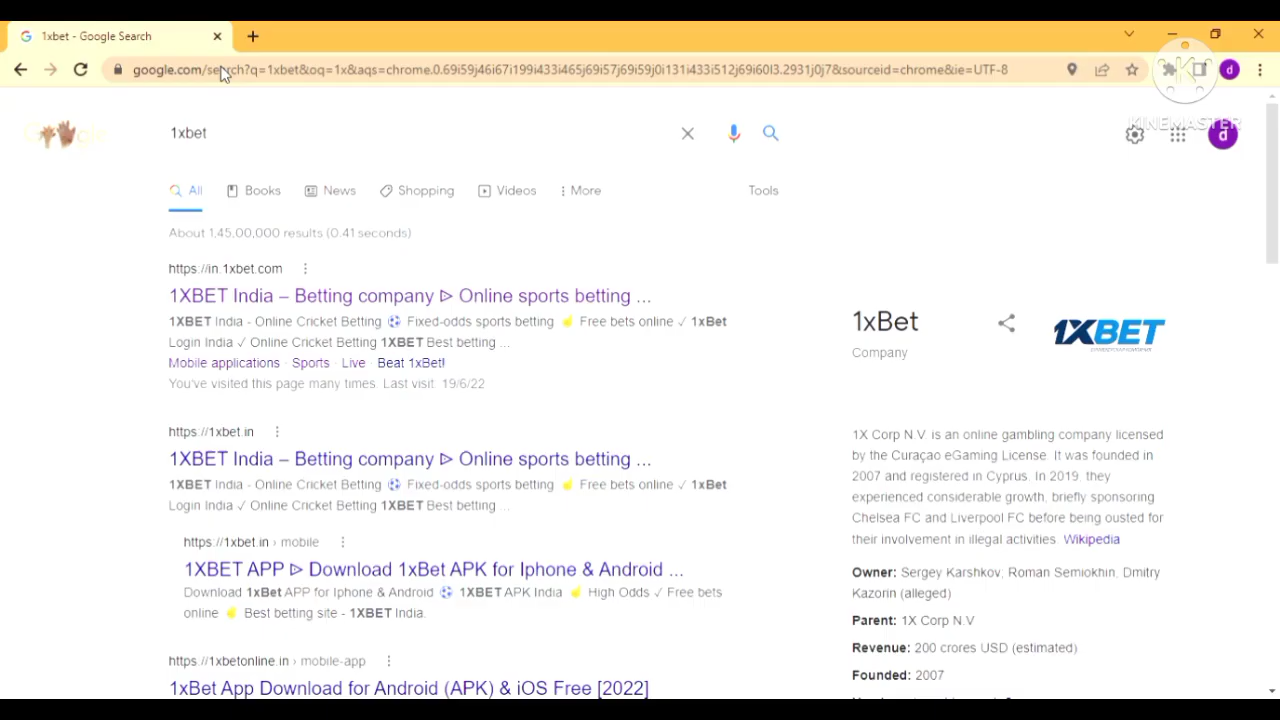 1xbet - Google Search
google.com/search?q=1xbet&oq=1x&aqs=chrome.0.69i59j46i67i199i433i465j69i57j69i59j0i131i433i512j69i60l3.2931j0j7&sourceid=chrome&ie=UTF-8
d
KINEMASTER
Google
1xbet
d
All
Books
News
Shopping
Videos
More
Tools
About 1,45,00,000 results (0.41 seconds)
https://in.1xbet.com
1XBET India – Betting company ᐉ Online sports betting ...
1XBET India - Online Cricket Betting ⚽ Fixed-odds sports betting 👍 Free bets online ✓ 1xBet
Login India ✓ Online Cricket Betting 1XBET Best betting ...
Mobile applications · Sports · Live · Beat 1xBet!
You've visited this page many times. Last visit: 19/6/22
https://1xbet.in
1XBET India – Betting company ᐉ Online sports betting ...
1XBET India - Online Cricket Betting ⚽ Fixed-odds sports betting 👍 Free bets online ✓ 1xBet
Login India ✓ Online Cricket Betting 1XBET Best betting ...
https://1xbet.in › mobile
1XBET APP ᐉ Download 1xBet APK for Iphone & Android ...
Download 1xBet APP for Iphone & Android ⚽ 1XBET APK India 👍 High Odds ✓ Free bets
online 👍 Best betting site - 1XBET India.
https://1xbetonline.in › mobile-app
1xBet App Download for Android (APK) & iOS Free [2022]
1xBet
Company
1XBET
1X Corp N.V. is an online gambling company licensed
by the Curaçao eGaming License. It was founded in
2007 and registered in Cyprus. In 2019, they
experienced considerable growth, briefly sponsoring
Chelsea FC and Liverpool FC before being ousted for
their involvement in illegal activities. Wikipedia
Owner: Sergey Karshkov; Roman Semiokhin; Dmitry
Kazorin (alleged)
Parent: 1X Corp N.V
Revenue: 200 crores USD (estimated)
Founded: 2007